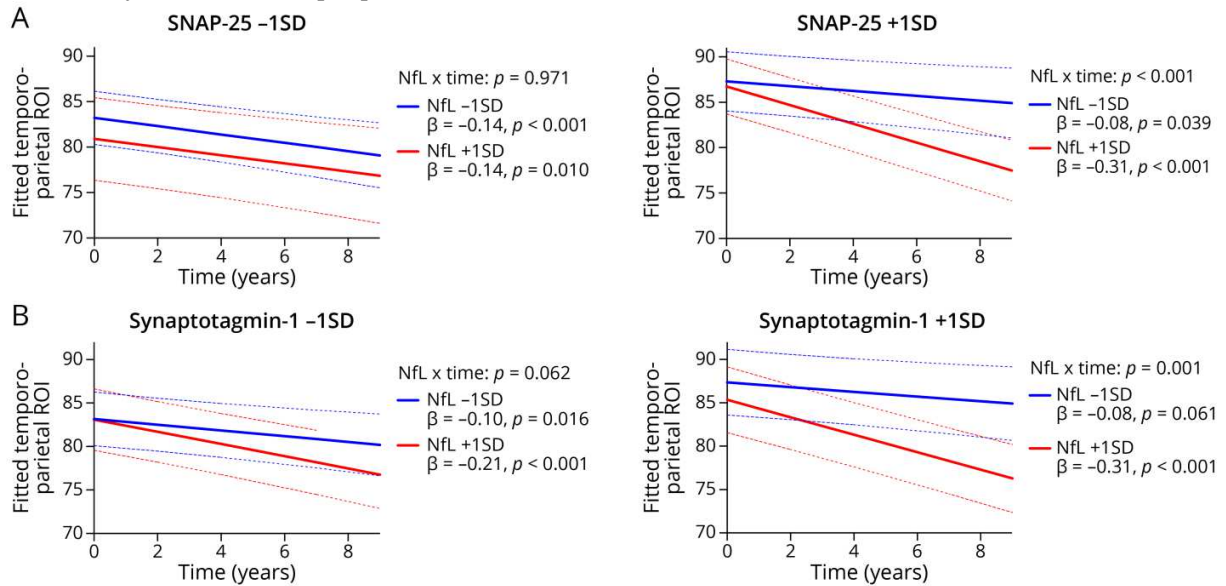 A
SNAP-25 –1SD
Fitted temporo-
parietal ROI
90
85
80
75
70
0 2 4 6 8
Time (years)
NfL x time: p = 0.971
NfL –1SD
β = –0.14, p < 0.001
NfL +1SD
β = –0.14, p = 0.010
SNAP-25 +1SD
Fitted temporo-
parietal ROI
90
85
80
75
70
0 2 4 6 8
Time (years)
NfL x time: p < 0.001
NfL –1SD
β = –0.08, p = 0.039
NfL +1SD
β = –0.31, p < 0.001
B
Synaptotagmin-1 –1SD
Fitted temporo-
parietal ROI
90
85
80
75
70
0 2 4 6 8
Time (years)
NfL x time: p = 0.062
NfL –1SD
β = –0.10, p = 0.016
NfL +1SD
β = –0.21, p < 0.001
Synaptotagmin-1 +1SD
Fitted temporo-
parietal ROI
90
85
80
75
70
0 2 4 6 8
Time (years)
NfL x time: p = 0.001
NfL –1SD
β = –0.08, p = 0.061
NfL +1SD
β = –0.31, p < 0.001